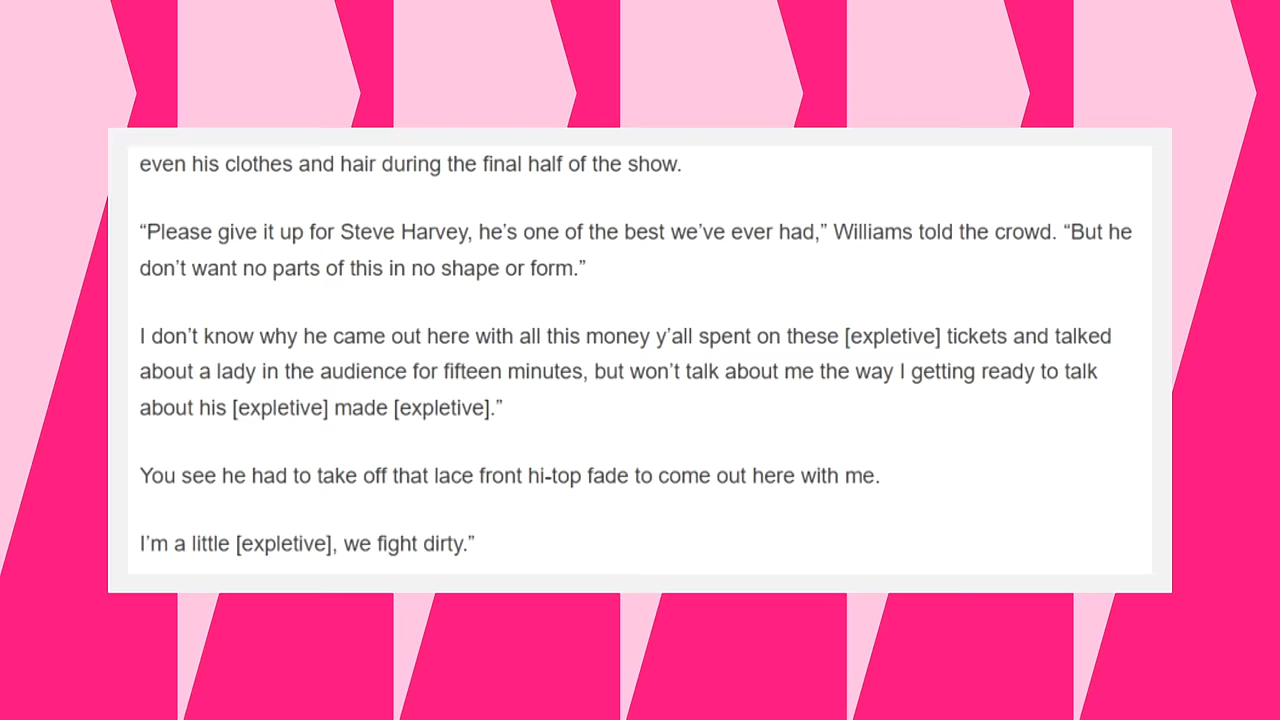 even his clothes and hair during the final half of the show.
“Please give it up for Steve Harvey, he’s one of the best we’ve ever had,” Williams told the crowd. “But he
don’t want no parts of this in no shape or form.”
I don’t know why he came out here with all this money y’all spent on these [expletive] tickets and talked
about a lady in the audience for fifteen minutes, but won’t talk about me the way I getting ready to talk
about his [expletive] made [expletive].”
You see he had to take off that lace front hi-top fade to come out here with me.
I’m a little [expletive], we fight dirty.”